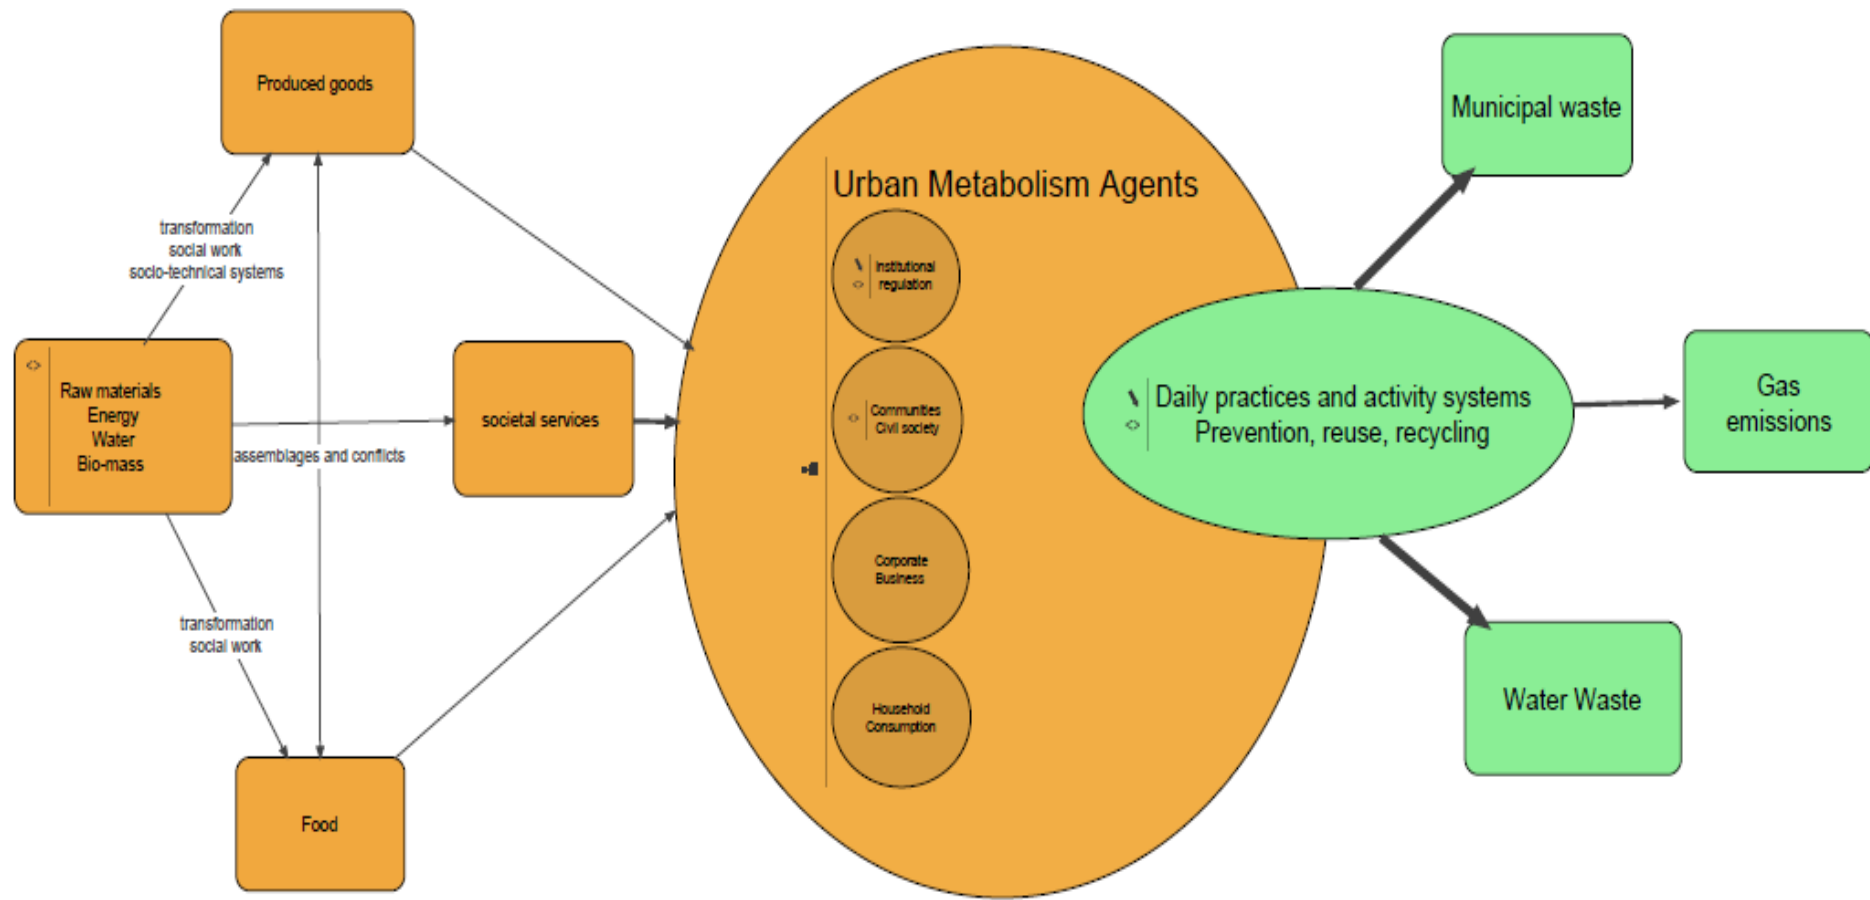 Produced goods
transformation
social work
socio-technical systems
Raw materials
Energy
Water
Bio-mass
assemblages and conflicts
societal services
transformation
social work
Food
Urban Metabolism Agents
Institutional
regulation
Communities
Civil society
Corporate
Business
Household
Consumption
Daily practices and activity systems
Prevention, reuse, recycling
Municipal waste
Gas
emissions
Water Waste